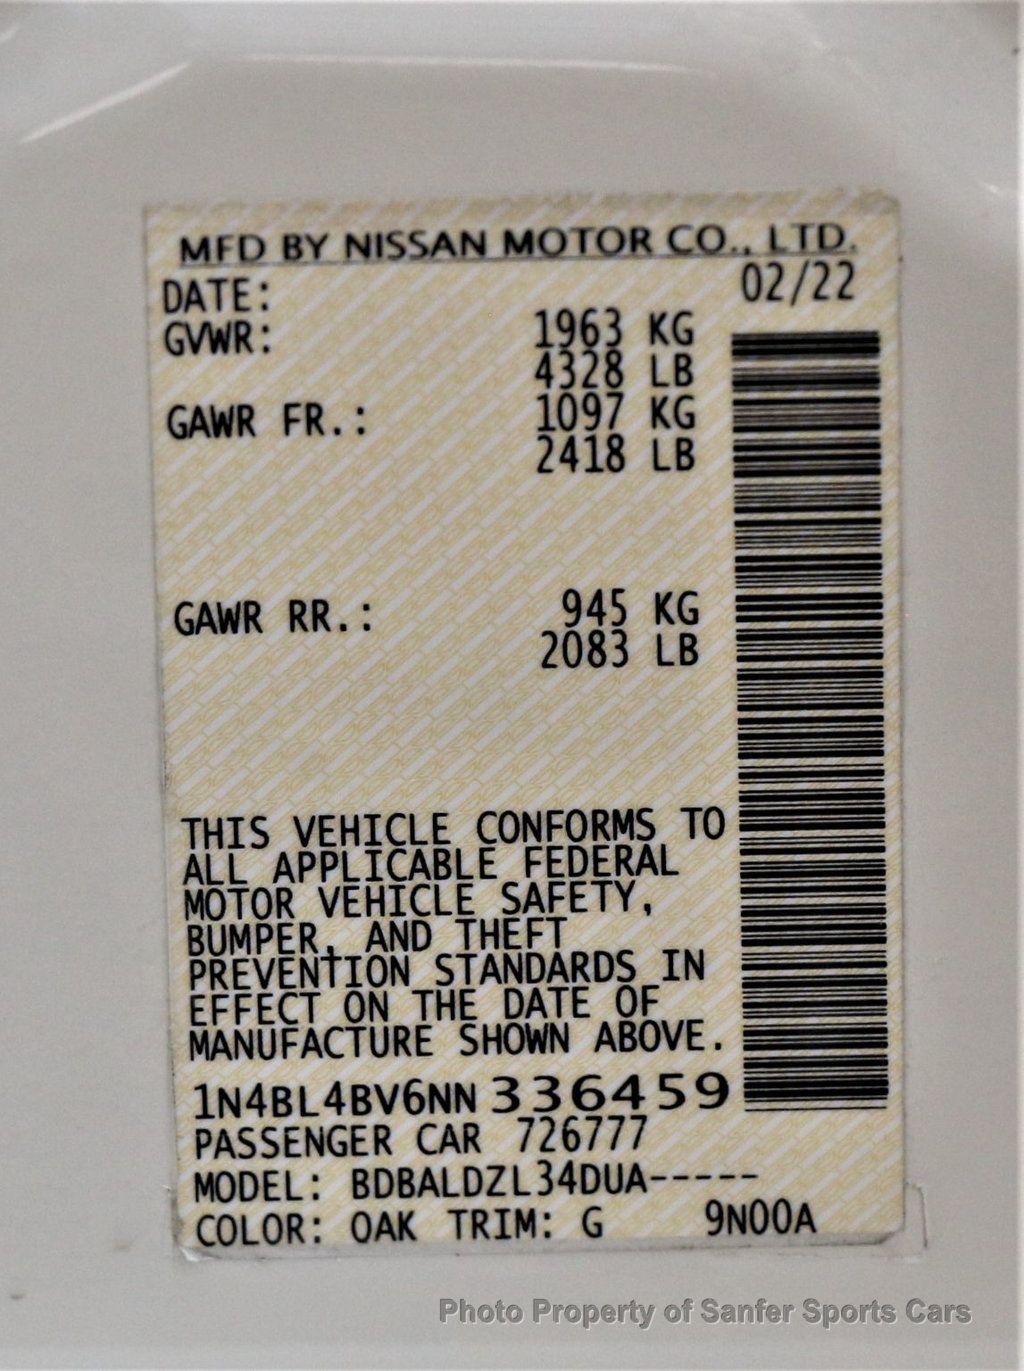 MFD BY NISSAN MOTOR CO., LTD.
DATE: 02/22
GVWR: 1963 KG
4328 LB
GAWR FR.: 1097 KG
2418 LB
GAWR RR.: 945 KG
2083 LB
THIS VEHICLE CONFORMS TO
ALL APPLICABLE FEDERAL
MOTOR VEHICLE SAFETY,
BUMPER, AND THEFT
PREVENTION STANDARDS IN
EFFECT ON THE DATE OF
MANUFACTURE SHOWN ABOVE.
1N4BL4BV6NN 336459
PASSENGER CAR 726777
MODEL: BDBALDZL34DUA-----
COLOR: QAK TRIM: G 9N00A
Photo Property of Sanfer Sports Cars